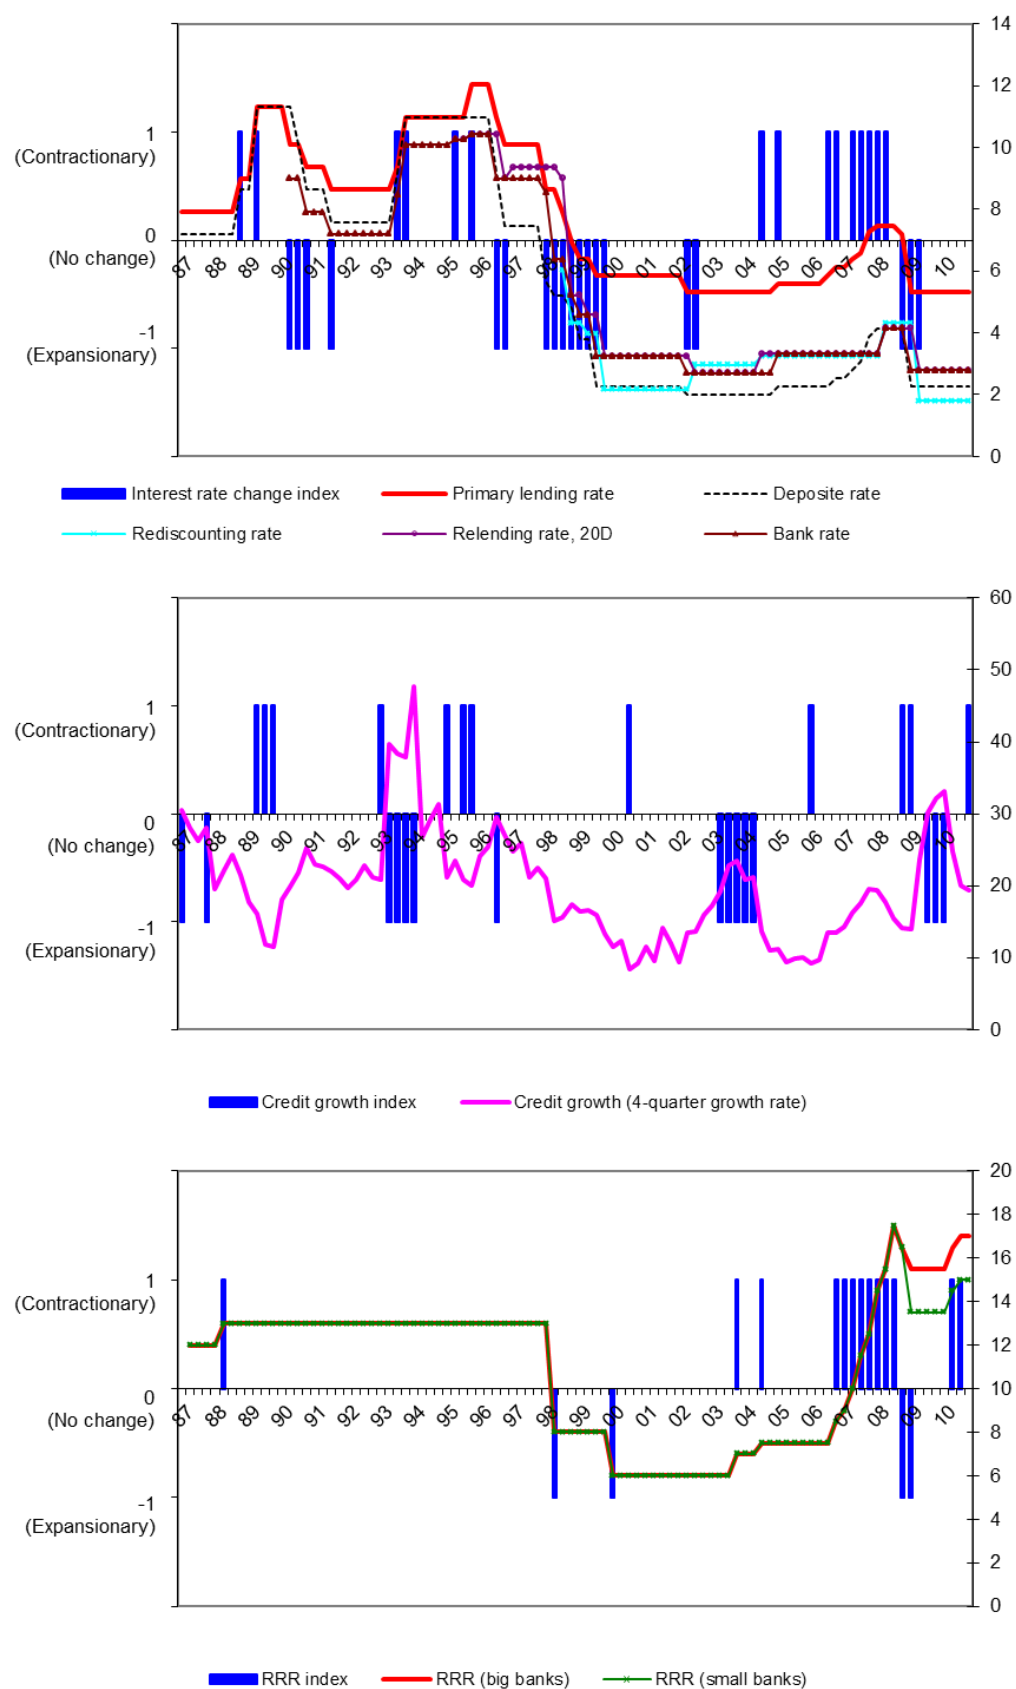 14
12
1
(Contractionary)
10
8
0
(No change)
87 88 89 90 91 92 93 94 95 96 97 98 99 00 01 02 03 04 05 06 07 08 09 10
6
-1
(Expansionary)
4
2
0
Interest rate change index Primary lending rate Deposite rate
Rediscounting rate Relending rate, 20D Bank rate
60
50
1
(Contractionary)
40
30
0
(No change)
87 88 89 90 91 92 93 94 95 96 97 98 99 00 01 02 03 04 05 06 07 08 09 10
20
-1
(Expansionary)
10
0
Credit growth index Credit growth (4-quarter growth rate)
20
18
16
1
(Contractionary)
14
12
0
(No change)
10
87 88 89 90 91 92 93 94 95 96 97 98 99 00 01 02 03 04 05 06 07 08 09 10
8
6
-1
(Expansionary)
4
2
0
RRR index RRR (big banks) RRR (small banks)